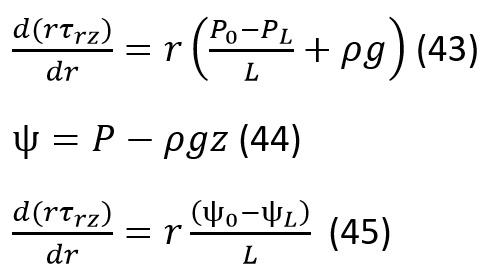 d(rτ_rz)/dr = r (P_0−P_L/L + ρg) (43)
ψ = P − ρgz (44)
d(rτ_rz)/dr = r (ψ_0−ψ_L)/L (45)